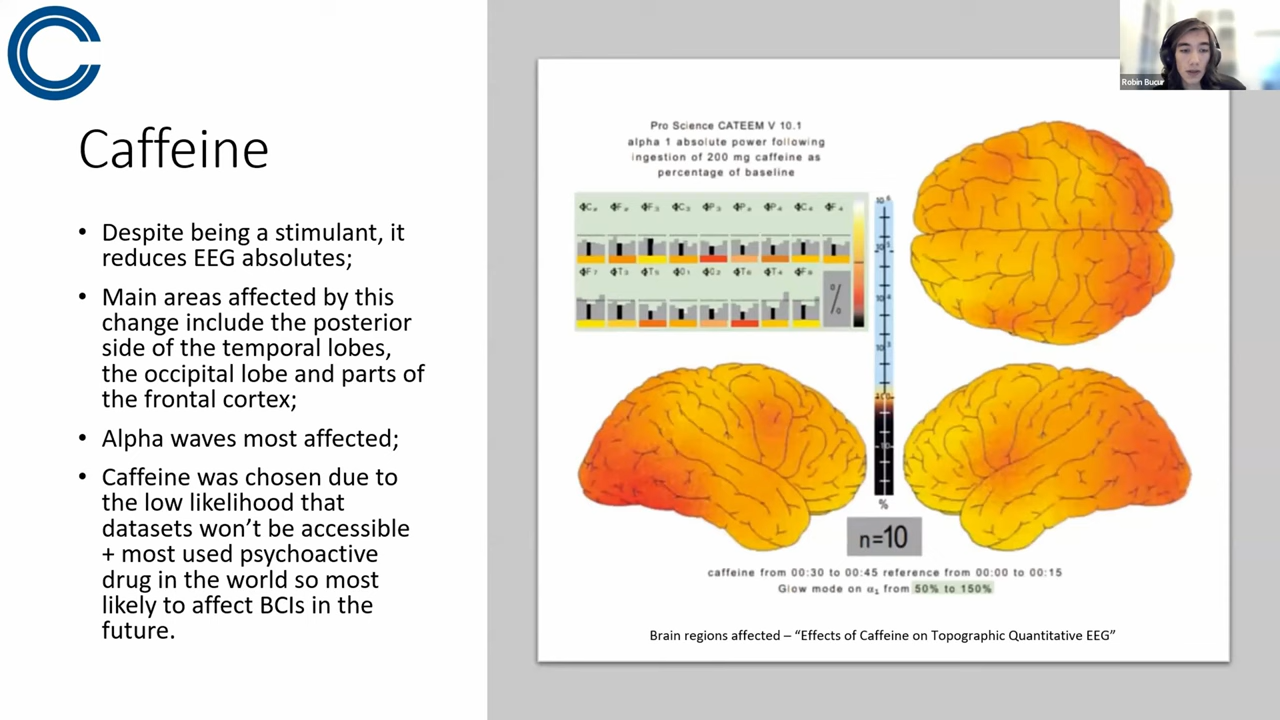 Robin Bucur
Caffeine
• Despite being a stimulant, it
reduces EEG absolutes;
• Main areas affected by this
change include the posterior
side of the temporal lobes,
the occipital lobe and parts of
the frontal cortex;
• Alpha waves most affected;
• Caffeine was chosen due to
the low likelihood that
datasets won’t be accessible
+ most used psychoactive
drug in the world so most
likely to affect BCIs in the
future.
Pro Science CATEEM V 10.1
alpha 1 absolute power following
ingestion of 200 mg caffeine as
percentage of baseline
%
%
n=10
caffeine from 00:30 to 00:45 reference from 00:00 to 00:15
Glow mode on α₁ from 50% to 150%
Brain regions affected – “Effects of Caffeine on Topographic Quantitative EEG”